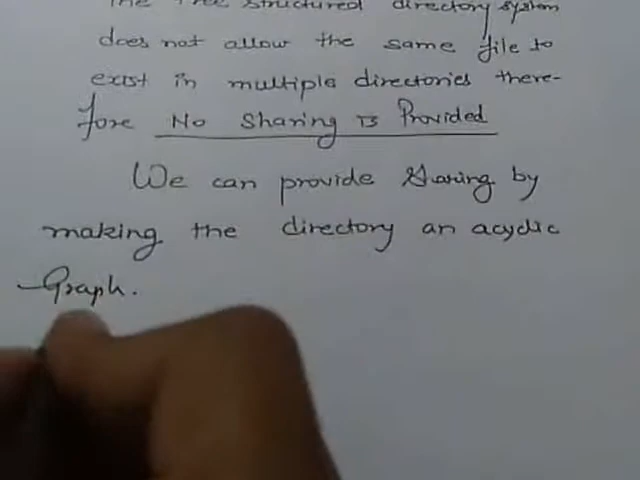 The Tree structured directory system
does not allow the same file to
exist in multiple directories there-
fore No Sharing is Provided
We can provide sharing by
making the directory an acyclic
Graph.